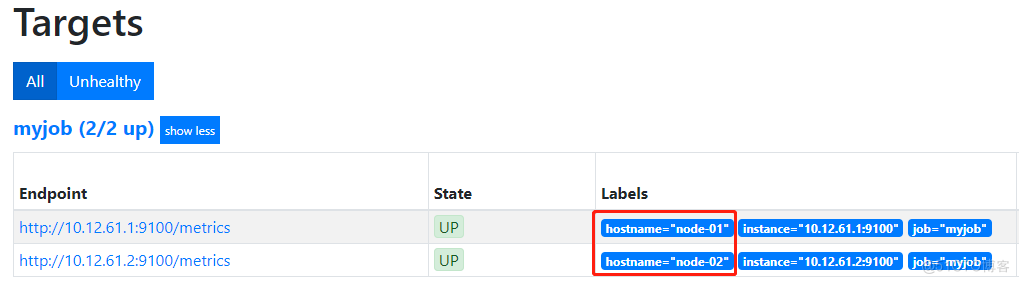 Targets
All Unhealthy
myjob (2/2 up) show less
Endpoint State Labels
http://10.12.61.1:9100/metrics UP hostname="node-01" instance="10.12.61.1:9100" job="myjob"
http://10.12.61.2:9100/metrics UP hostname="node-02" instance="10.12.61.2:9100" job="myjob"